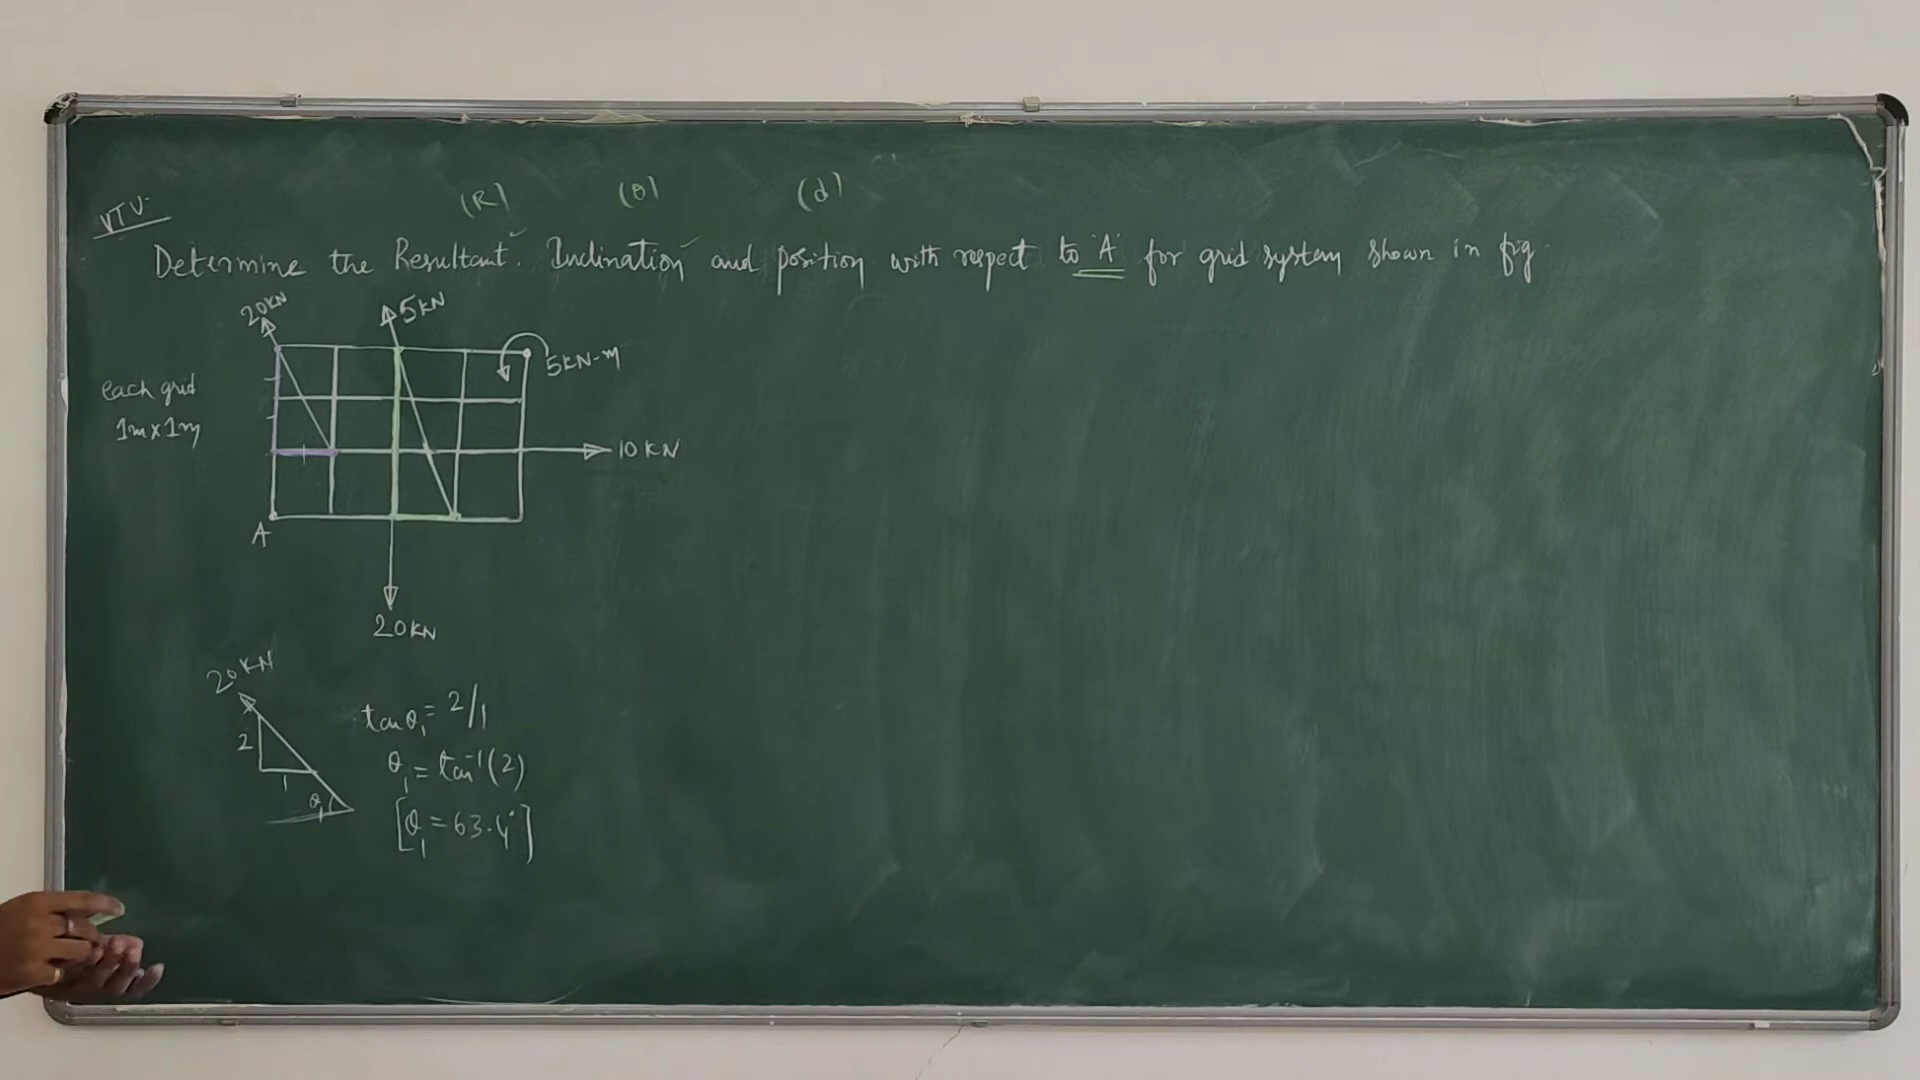 VTU
(R) (θ) (d)
Determine the Resultant. Inclination and position with respect to 'A' for grid system shown in fig.
20KN
5KN
5KN-m
each grid
1m x 1m
10 KN
A
20KN
20KN
2
1
θ₁
tanθ₁ = 2/1
θ₁ = tan⁻¹(2)
[θ₁ = 63.4°]